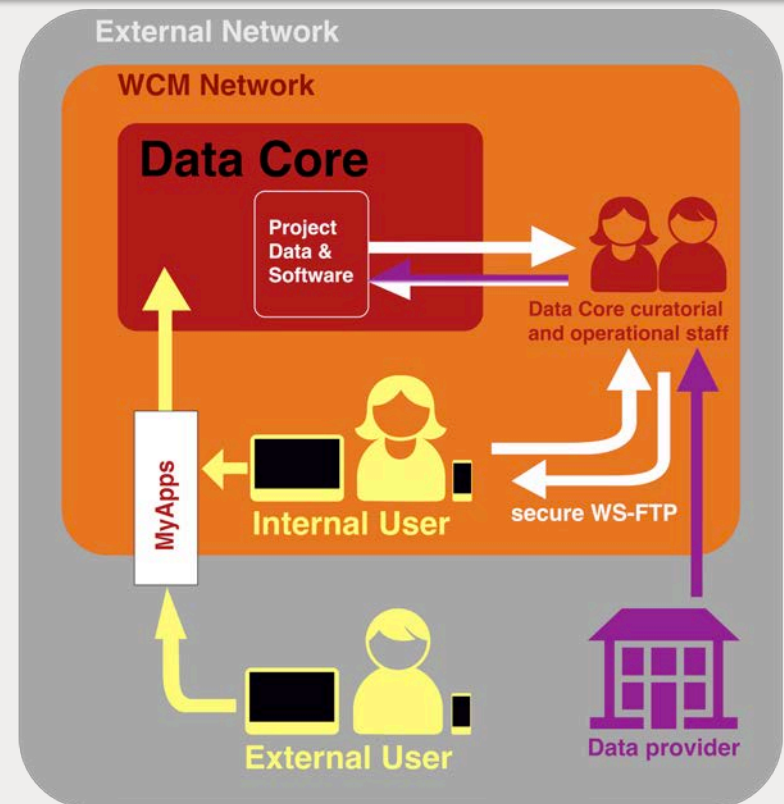 External Network
WCM Network
Data Core
Project
Data &
Software
Data Core curatorial
and operational staff
MyApps
Internal User
secure WS-FTP
External User
Data provider